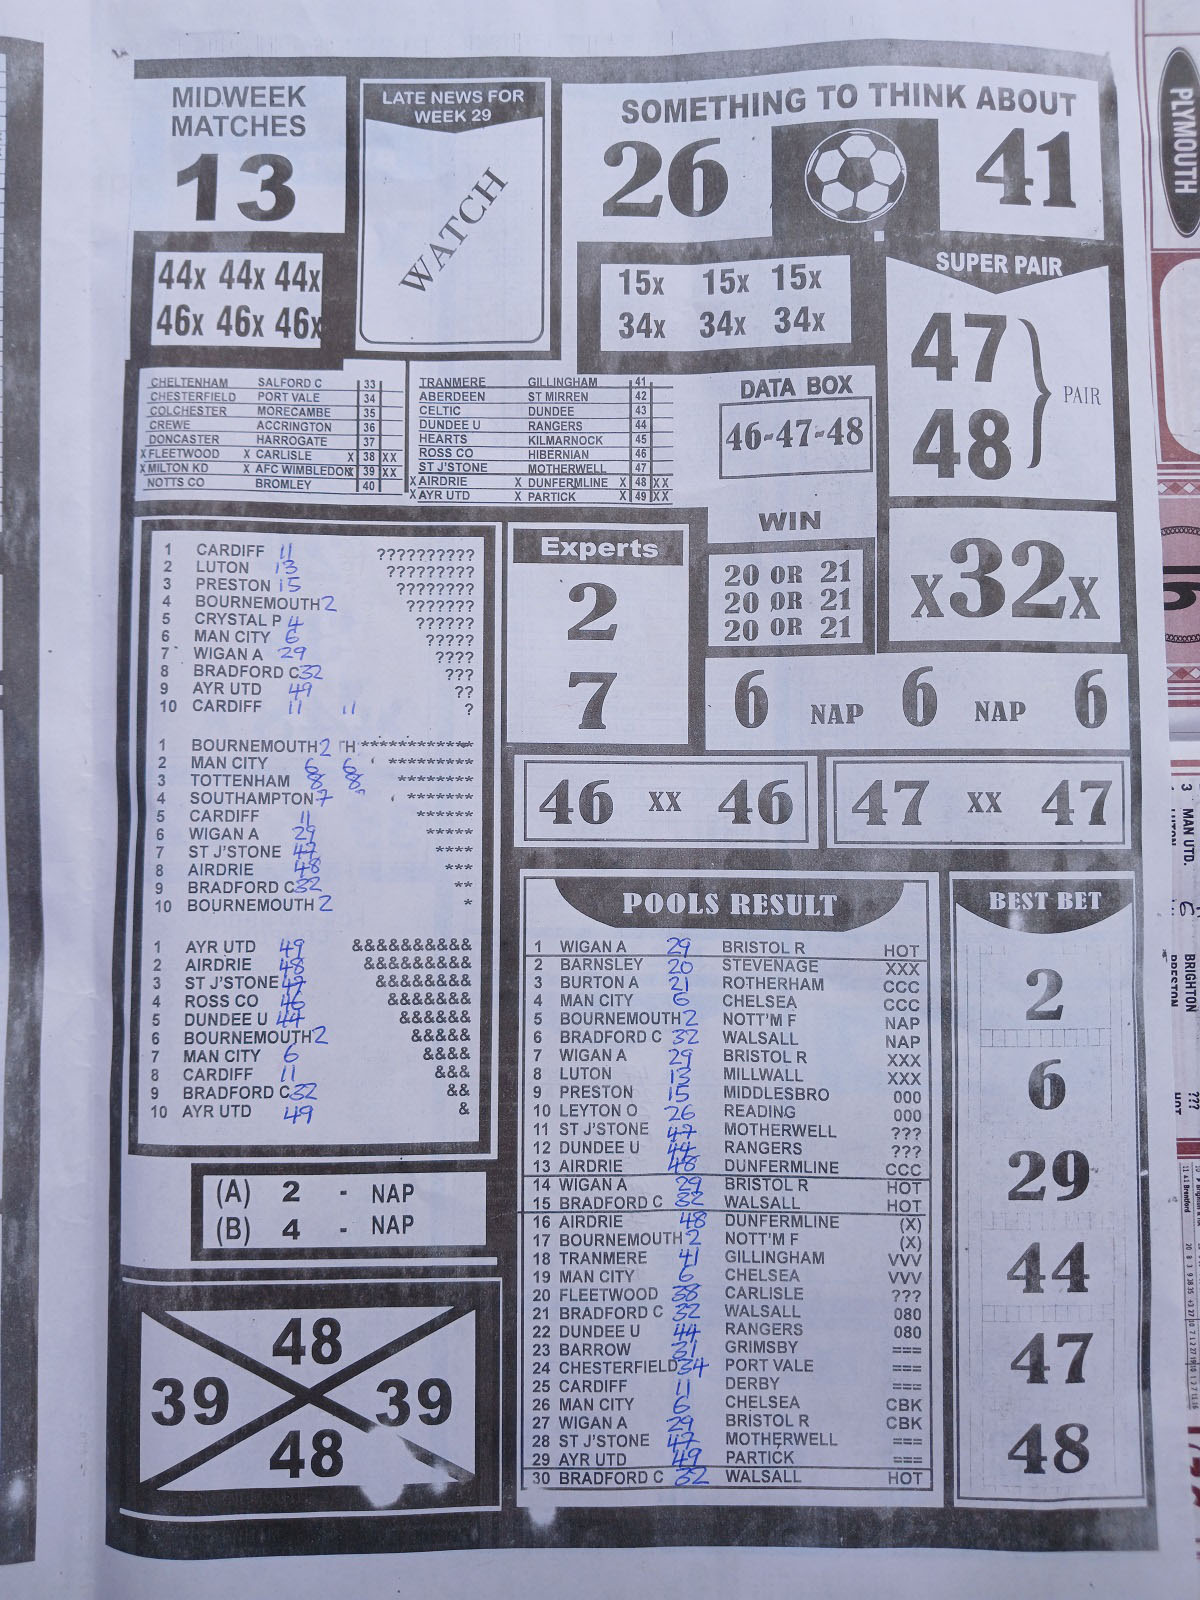 MIDWEEK
MATCHES
13
LATE NEWS FOR
WEEK 29
WATCH
SOMETHING TO THINK ABOUT
26 41
44x 44x 44x
46x 46x 46x
15x 15x 15x
34x 34x 34x
SUPER PAIR
47
48
PAIR
CHELTENHAM SALFORD C 33
CHESTERFIELD PORT VALE 34
COLCHESTER MORECAMBE 35
CREWE ACCRINGTON 36
DONCASTER HARROGATE 37
X FLEETWOOD X CARLISLE X 38 XX
X MILTON KD X AFC WIMBLEDON X 39 XX
NOTTS CO BROMLEY 40
TRANMERE GILLINGHAM 41
ABERDEEN ST MIRREN 42
CELTIC DUNDEE 43
DUNDEE U RANGERS 44
HEARTS KILMARNOCK 45
ROSS CO HIBERNIAN 46
ST J'STONE MOTHERWELL 47
X AIRDRIE X DUNFERMLINE X 48 XX
X AYR UTD X PARTICK X 49 XX
DATA BOX
46-47-48
WIN
20 OR 21
20 OR 21
20 OR 21
x32x
1 CARDIFF 11 ??????????
2 LUTON 13 ?????????
3 PRESTON 15 ????????
4 BOURNEMOUTH 2 ???????
5 CRYSTAL P 4 ??????
6 MAN CITY 6 ?????
7 WIGAN A 29 ????
8 BRADFORD C 32 ???
9 AYR UTD 49 ??
10 CARDIFF 11 11 ?
1 BOURNEMOUTH 2 TH ***********
2 MAN CITY 6 6 *********
3 TOTTENHAM 8 8 ********
4 SOUTHAMPTON 7 *******
5 CARDIFF 11 ******
6 WIGAN A 29 *****
7 ST J'STONE 47 ****
8 AIRDRIE 48 ***
9 BRADFORD C 32 **
10 BOURNEMOUTH 2 *
1 AYR UTD 49 &&&&&&&&&&
2 AIRDRIE 48 &&&&&&&&&
3 ST J'STONE 47 &&&&&&&&
4 ROSS CO 46 &&&&&&&
5 DUNDEE U 44 &&&&&&
6 BOURNEMOUTH 2 &&&&&
7 MAN CITY 6 &&&&
8 CARDIFF 11 &&&
9 BRADFORD C 32 &&
10 AYR UTD 49 &
Experts
2
7
6 NAP 6 NAP 6
46 XX 46
47 XX 47
POOLS RESULT
1 WIGAN A 29 BRISTOL R HOT
2 BARNSLEY 20 STEVENAGE XXX
3 BURTON A 21 ROTHERHAM CCC
4 MAN CITY 6 CHELSEA CCC
5 BOURNEMOUTH 2 NOTT'M F NAP
6 BRADFORD C 32 WALSALL NAP
7 WIGAN A 29 BRISTOL R XXX
8 LUTON 13 MILLWALL XXX
9 PRESTON 15 MIDDLESBRO 000
10 LEYTON O 26 READING 000
11 ST J'STONE 47 MOTHERWELL ???
12 DUNDEE U 44 RANGERS ???
13 AIRDRIE 48 DUNFERMLINE CCC
14 WIGAN A 29 BRISTOL R HOT
15 BRADFORD C 32 WALSALL HOT
16 AIRDRIE 48 DUNFERMLINE (X)
17 BOURNEMOUTH 2 NOTT'M F (X)
18 TRANMERE 41 GILLINGHAM VVV
19 MAN CITY 6 CHELSEA VVV
20 FLEETWOOD 38 CARLISLE ???
21 BRADFORD C 32 WALSALL 080
22 DUNDEE U 44 RANGERS 080
23 BARROW 31 GRIMSBY ===
24 CHESTERFIELD 34 PORT VALE ===
25 CARDIFF 11 DERBY ===
26 MAN CITY 6 CHELSEA CBK
27 WIGAN A 29 BRISTOL R CBK
28 ST J'STONE 47 MOTHERWELL ===
29 AYR UTD 49 PARTICK ===
30 BRADFORD C 32 WALSALL HOT
BEST BET
2
6
29
44
47
48
(A) 2 - NAP
(B) 4 - NAP
48
39 39
48
PLYMOUTH
16
3 MAN UTD. 6 BRIGHTON ???
PRESTON HOT